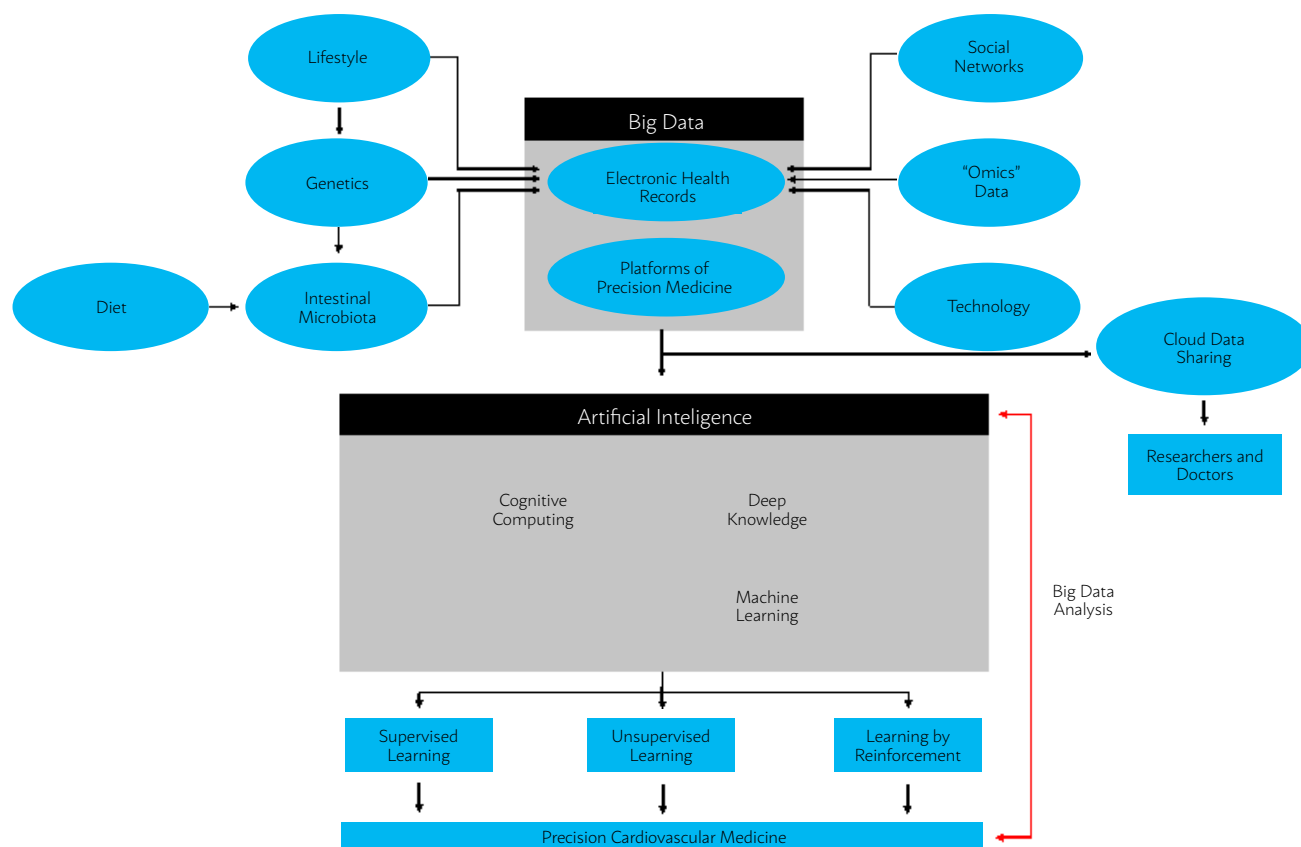 Lifestyle
Social
Networks
Big Data
Genetics
Electronic Health
Records
"Omics"
Data
Diet
Intestinal
Microbiota
Platforms of
Precision Medicine
Technology
Cloud Data
Sharing
Artificial Inteligence
Researchers and
Doctors
Cognitive
Computing
Deep
Knowledge
Machine
Learning
Big Data
Analysis
Supervised
Learning
Unsupervised
Learning
Learning by
Reinforcement
Precision Cardiovascular Medicine